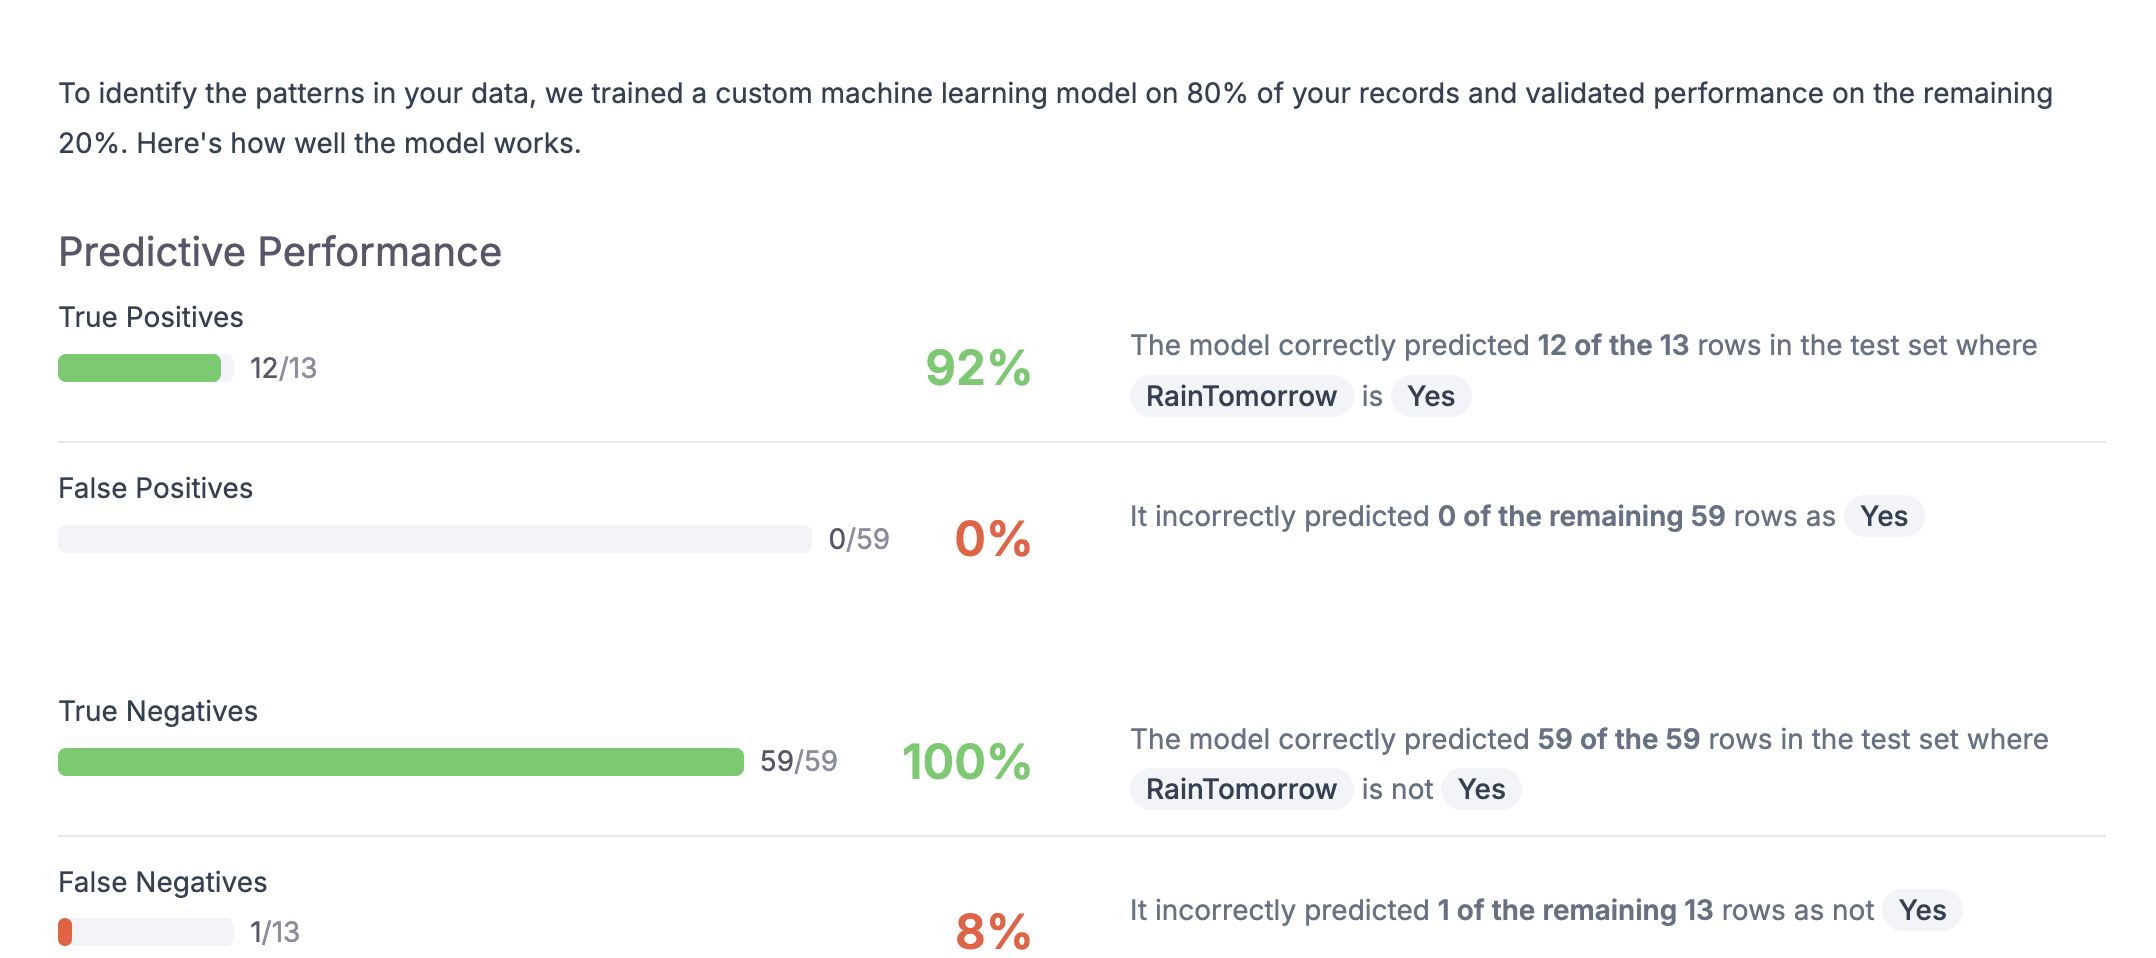 To identify the patterns in your data, we trained a custom machine learning model on 80% of your records and validated performance on the remaining
20%. Here's how well the model works.
Predictive Performance
True Positives
12/13
92%
The model correctly predicted 12 of the 13 rows in the test set where
RainTomorrow is Yes
False Positives
0/59
0%
It incorrectly predicted 0 of the remaining 59 rows as Yes
True Negatives
59/59
100%
The model correctly predicted 59 of the 59 rows in the test set where
RainTomorrow is not Yes
False Negatives
1/13
8%
It incorrectly predicted 1 of the remaining 13 rows as not Yes